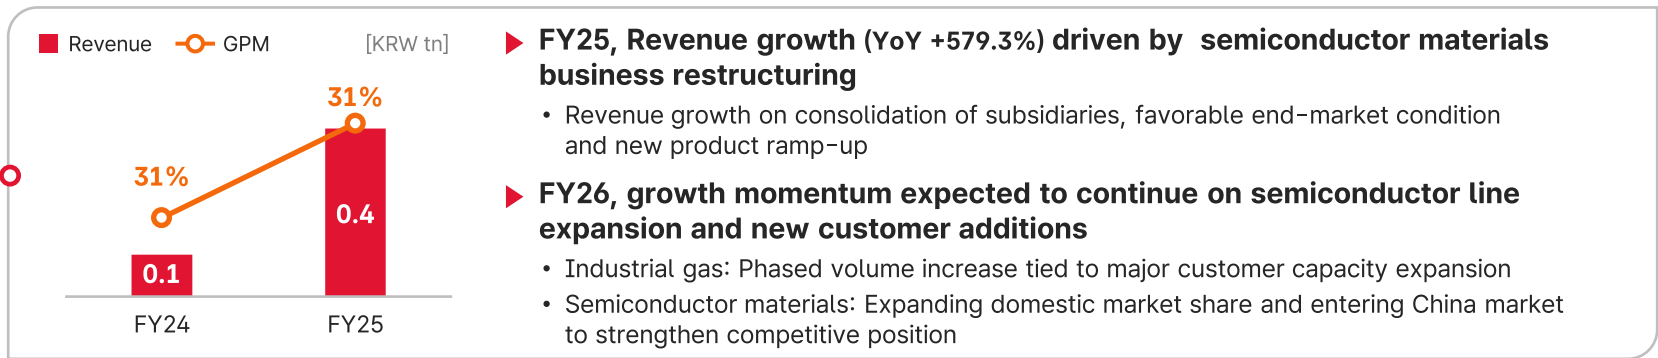 Revenue GPM [KRW tn]
31%
31%
0.4
0.1
FY24 FY25
FY25, Revenue growth (YoY +579.3%) driven by semiconductor materials
business restructuring
• Revenue growth on consolidation of subsidiaries, favorable end-market condition
and new product ramp-up
FY26, growth momentum expected to continue on semiconductor line
expansion and new customer additions
• Industrial gas: Phased volume increase tied to major customer capacity expansion
• Semiconductor materials: Expanding domestic market share and entering China market
to strengthen competitive position